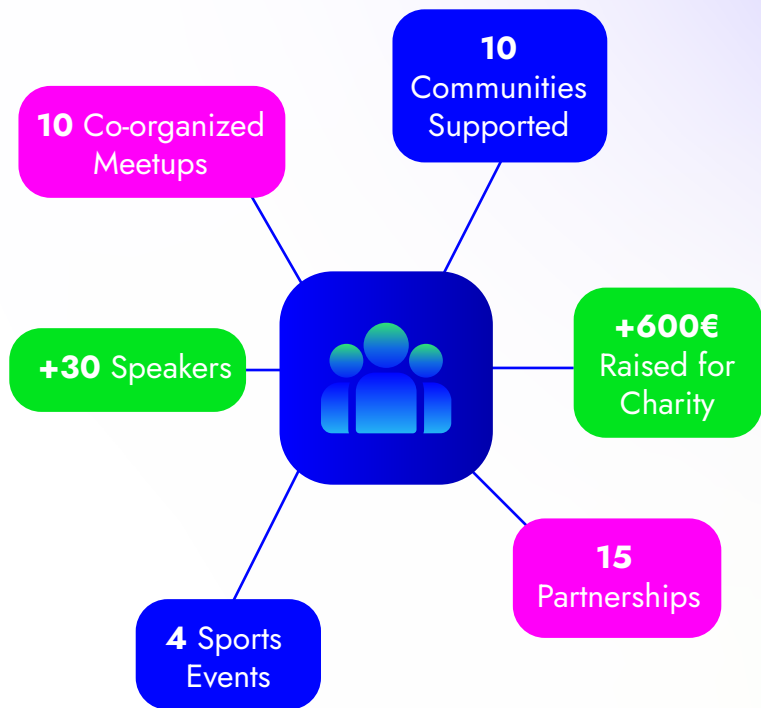 10
Communities
Supported
10 Co-organized
Meetups
+600€
Raised for
Charity
+30 Speakers
15
Partnerships
4 Sports
Events